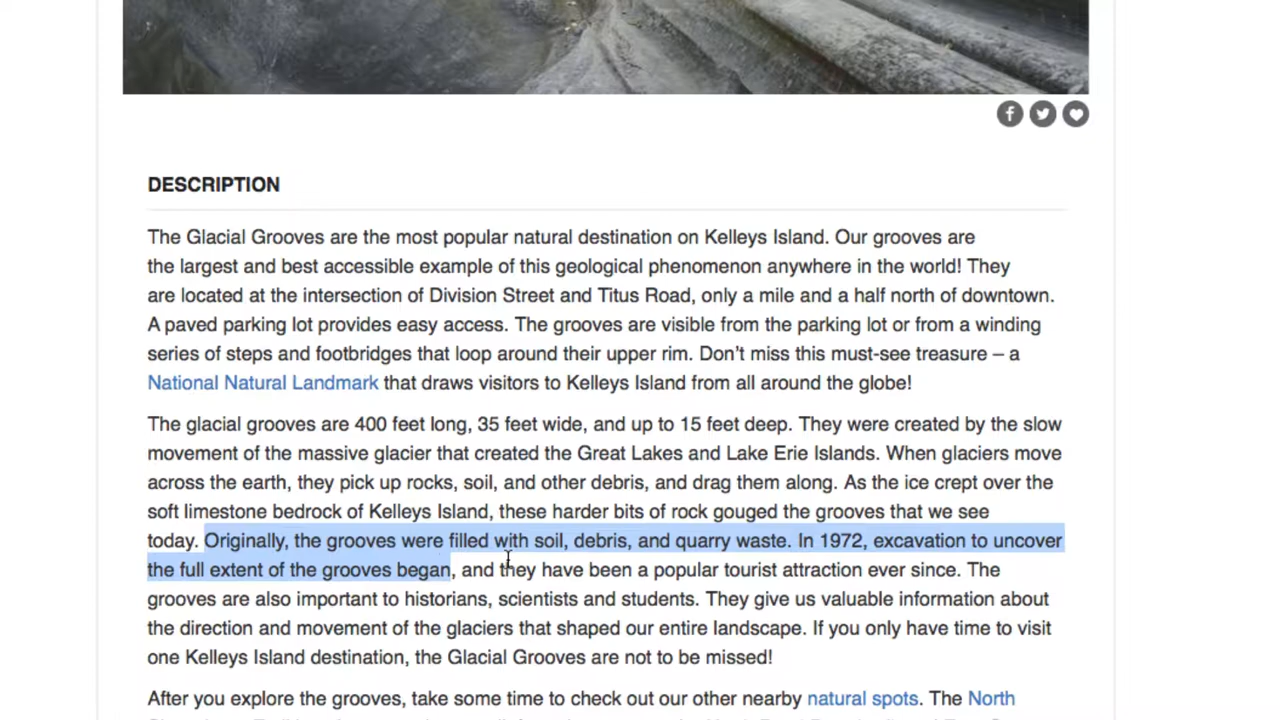 DESCRIPTION
The Glacial Grooves are the most popular natural destination on Kelleys Island. Our grooves are
the largest and best accessible example of this geological phenomenon anywhere in the world! They
are located at the intersection of Division Street and Titus Road, only a mile and a half north of downtown.
A paved parking lot provides easy access. The grooves are visible from the parking lot or from a winding
series of steps and footbridges that loop around their upper rim. Don't miss this must-see treasure – a
National Natural Landmark that draws visitors to Kelleys Island from all around the globe!
The glacial grooves are 400 feet long, 35 feet wide, and up to 15 feet deep. They were created by the slow
movement of the massive glacier that created the Great Lakes and Lake Erie Islands. When glaciers move
across the earth, they pick up rocks, soil, and other debris, and drag them along. As the ice crept over the
soft limestone bedrock of Kelleys Island, these harder bits of rock gouged the grooves that we see
today. Originally, the grooves were filled with soil, debris, and quarry waste. In 1972, excavation to uncover
the full extent of the grooves began, and they have been a popular tourist attraction ever since. The
grooves are also important to historians, scientists and students. They give us valuable information about
the direction and movement of the glaciers that shaped our entire landscape. If you only have time to visit
one Kelleys Island destination, the Glacial Grooves are not to be missed!
After you explore the grooves, take some time to check out our other nearby natural spots. The North